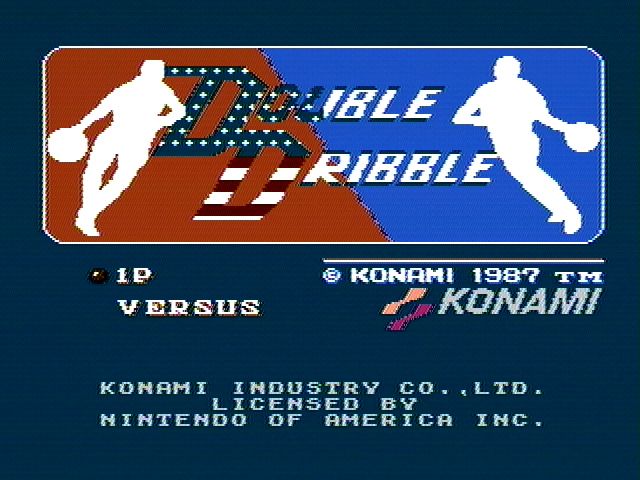 DOUBLE
DRIBBLE
1P
VERSUS
© KONAMI 1987 TM
KONAMI
KONAMI INDUSTRY CO.,LTD.
LICENSED BY
NINTENDO OF AMERICA INC.